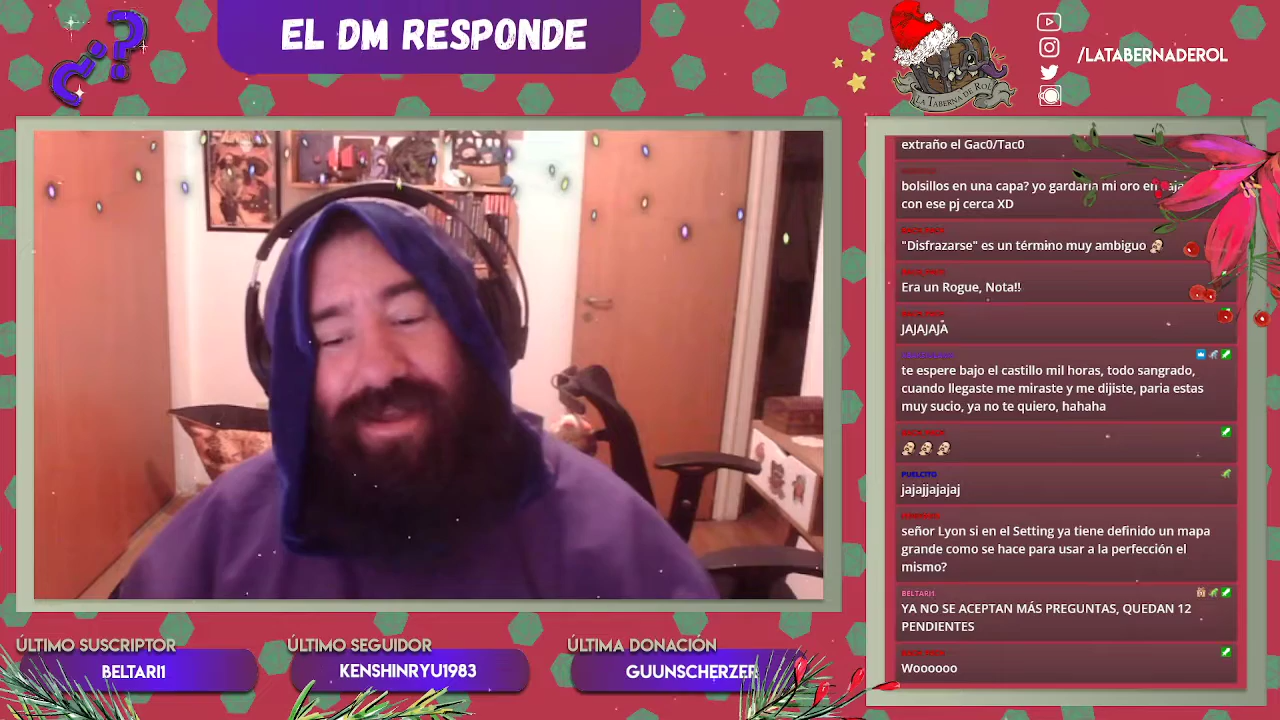 EL DM RESPONDE
LA TABERNA DE ROL
/LATABERNADEROL
extraño el Gac0/Tac0
bolsillos en una capa? yo gardaria mi oro en
con ese pj cerca XD
"Disfrazarse" es un término muy ambiguo
Era un Rogue, Nota!!
JAJAJAJA
te espere bajo el castillo mil horas, todo sangrado,
cuando llegaste me miraste y me dijiste, paria estas
muy sucio, ya no te quiero, hahaha
PUELCITO
jajajjajajaj
señor Lyon si en el Setting ya tiene definido un mapa
grande como se hace para usar a la perfección el
mismo?
BELTARI1
YA NO SE ACEPTAN MÁS PREGUNTAS, QUEDAN 12
PENDIENTES
Woooooo
ÚLTIMO SUSCRIPTOR
BELTARI1
ÚLTIMO SEGUIDOR
KENSHINRYU1983
ÚLTIMA DONACIÓN
GUUNSCHERZER